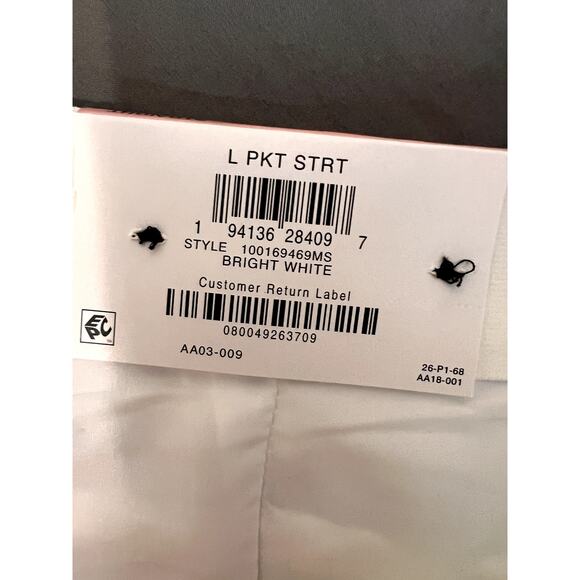 L PKT STRT
1 94136 28409 7
STYLE 100169469MS
BRIGHT WHITE
Customer Return Label
080049263709
EPC
AA03-009
26-P1-68
AA18-001